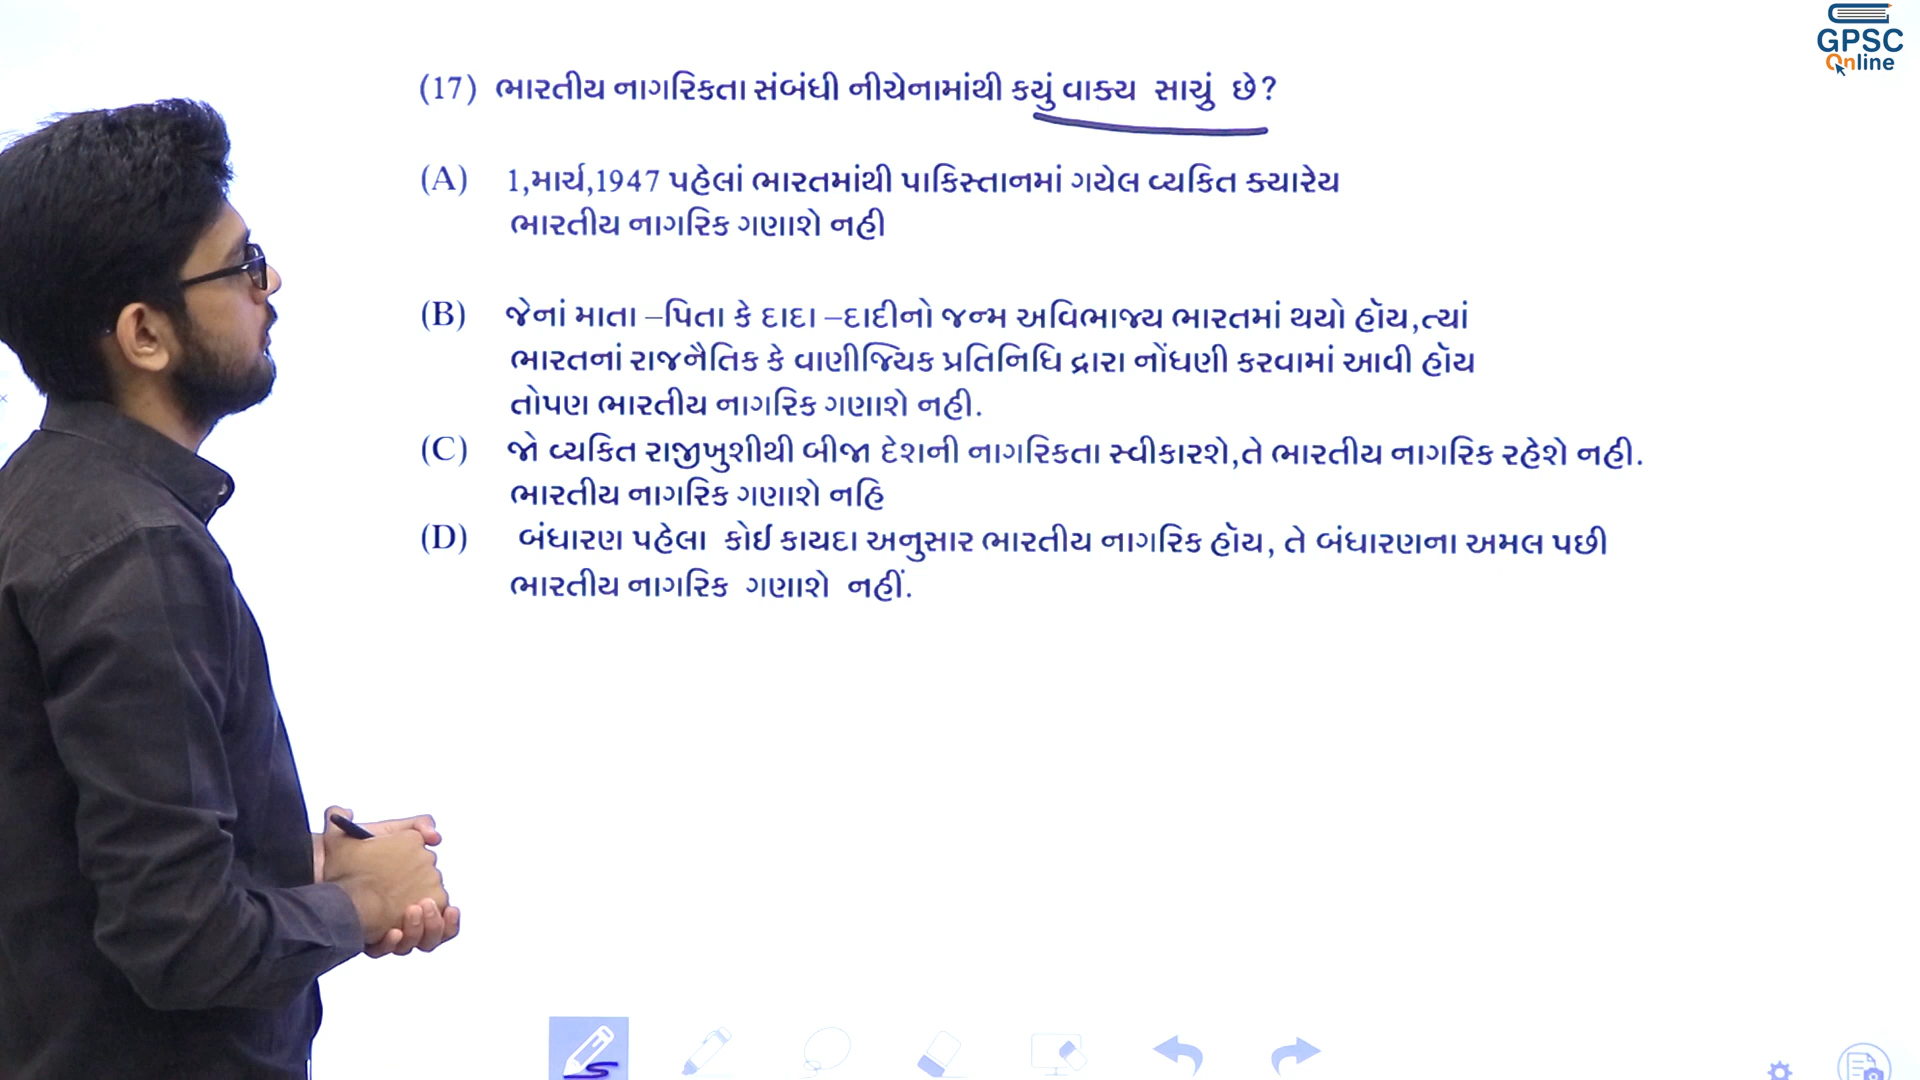 GPSC
Online
(17) ભારતીય નાગરિકતા સંબંધી નીચેનામાંથી કયું વાક્ય સાચું છે?
(A) 1,માર્ચ,1947 પહેલાં ભારતમાંથી પાકિસ્તાનમાં ગયેલ વ્યકિત ક્યારેય
ભારતીય નાગરિક ગણાશે નહી
(B) જેનાં માતા –પિતા કે દાદા –દાદીનો જન્મ અવિભાજ્ય ભારતમાં થયો હૉય,ત્યાં
ભારતનાં રાજનૈતિક કે વાણીજ્યિક પ્રતિનિધિ દ્રારા નોંધણી કરવામાં આવી હૉય
તોપણ ભારતીય નાગરિક ગણાશે નહી.
(C) જો વ્યકિત રાજીખુશીથી બીજા દેશની નાગરિકતા સ્વીકારશે,તે ભારતીય નાગરિક રહેશે નહી.
ભારતીય નાગરિક ગણાશે નહિ
(D) બંધારણ પહેલા કોઈ કાયદા અનુસાર ભારતીય નાગરિક હૉય, તે બંધારણના અમલ પછી
ભારતીય નાગરિક ગણાશે નહીં.